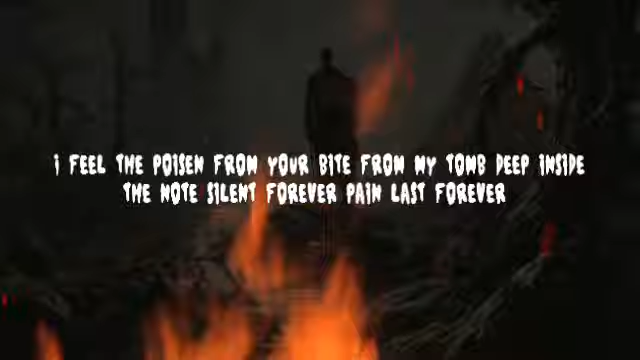 I FEEL THE POISEN FROM YOUR BITE FROM MY TOMB DEEP INSIDE
THE NOTE SILENT FOREVER PAIN LAST FOREVER